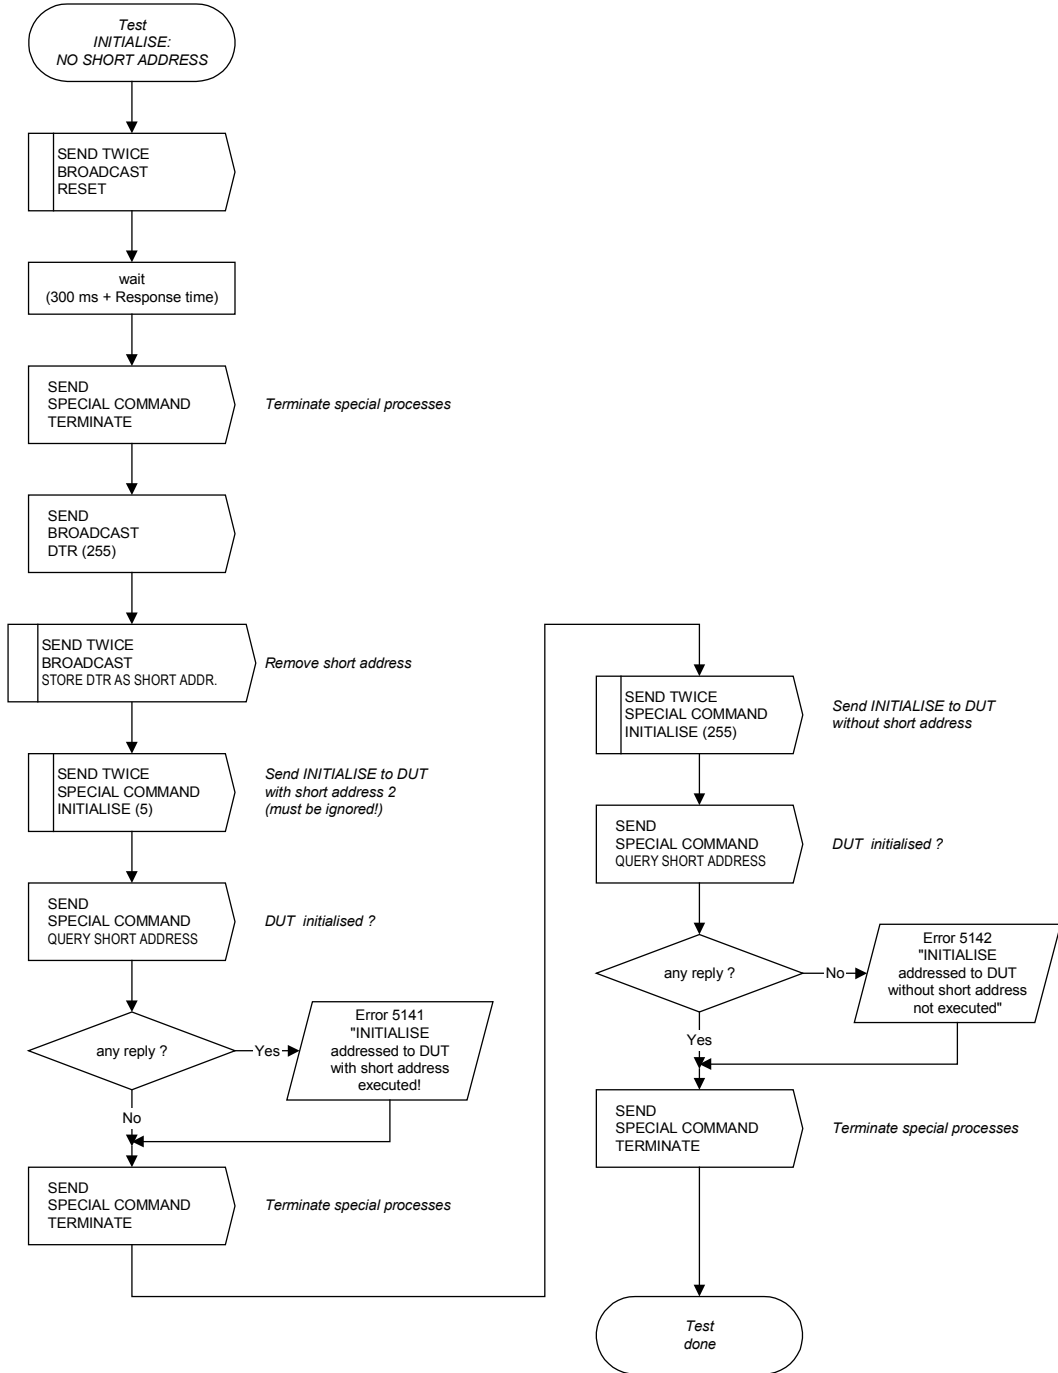 Test
INITIALISE:
NO SHORT ADDRESS
SEND TWICE
BROADCAST
RESET
wait
(300 ms + Response time)
SEND
SPECIAL COMMAND
TERMINATE
Terminate special processes
SEND
BROADCAST
DTR (255)
SEND TWICE
BROADCAST
STORE DTR AS SHORT ADDR.
Remove short address
SEND TWICE
SPECIAL COMMAND
INITIALISE (5)
Send INITIALISE to DUT
with short address 2
(must be ignored!)
SEND
SPECIAL COMMAND
QUERY SHORT ADDRESS
DUT initialised ?
any reply ?
Yes
Error 5141
"INITIALISE
addressed to DUT
with short address
executed!
No
SEND
SPECIAL COMMAND
TERMINATE
Terminate special processes
SEND TWICE
SPECIAL COMMAND
INITIALISE (255)
Send INITIALISE to DUT
without short address
SEND
SPECIAL COMMAND
QUERY SHORT ADDRESS
DUT initialised ?
any reply ?
No
Error 5142
"INITIALISE
addressed to DUT
without short address
not executed"
Yes
SEND
SPECIAL COMMAND
TERMINATE
Terminate special processes
Test
done